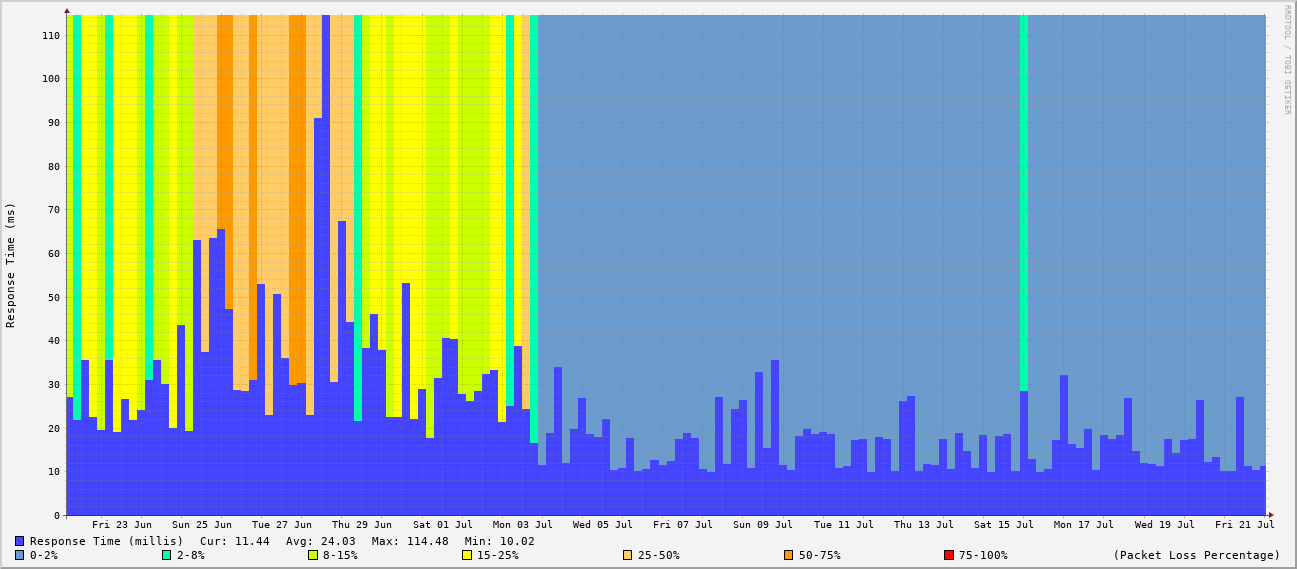 RRDTOOL / TOBI OETIKER
Response Time (ms)
110
100
90
80
70
60
50
40
30
20
10
0
Fri 23 Jun Sun 25 Jun Tue 27 Jun Thu 29 Jun Sat 01 Jul Mon 03 Jul Wed 05 Jul Fri 07 Jul Sun 09 Jul Tue 11 Jul Thu 13 Jul Sat 15 Jul Mon 17 Jul Wed 19 Jul Fri 21 Jul
Response Time (millis) Cur: 11.44 Avg: 24.03 Max: 114.48 Min: 10.02
0-2% 2-8% 8-15% 15-25% 25-50% 50-75% 75-100% (Packet Loss Percentage)